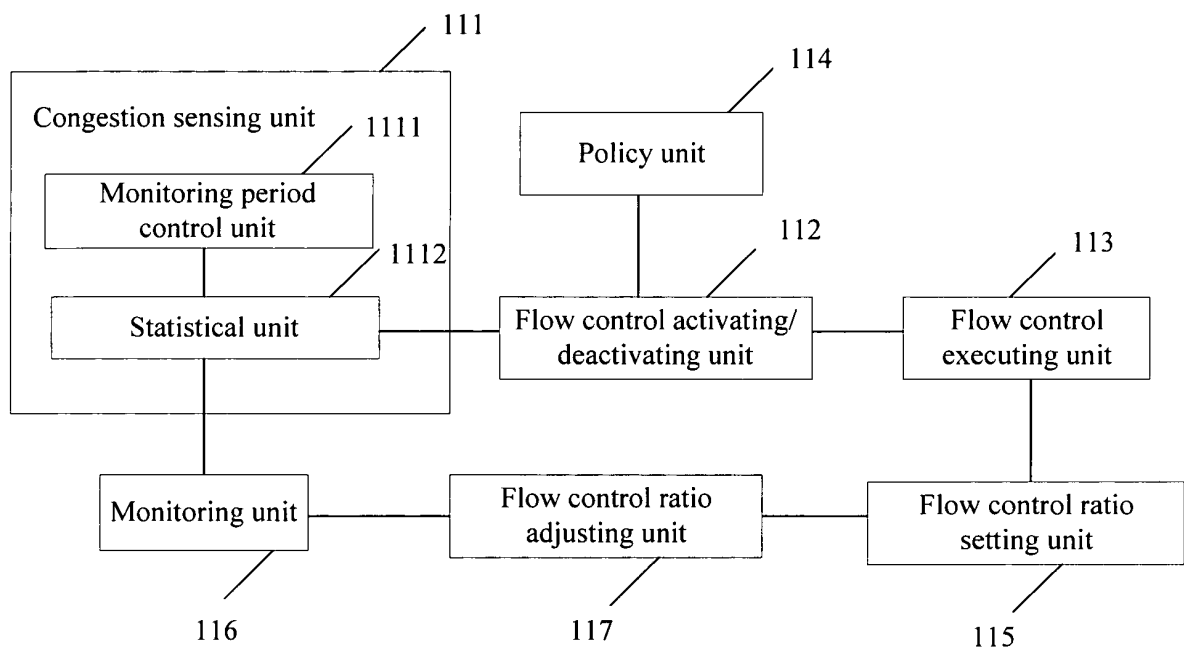 111
Congestion sensing unit
1111
Monitoring period
control unit
1112
Statistical unit
114
Policy unit
112
Flow control activating/
deactivating unit
113
Flow control
executing unit
Monitoring unit
116
Flow control ratio
adjusting unit
117
Flow control ratio
setting unit
115